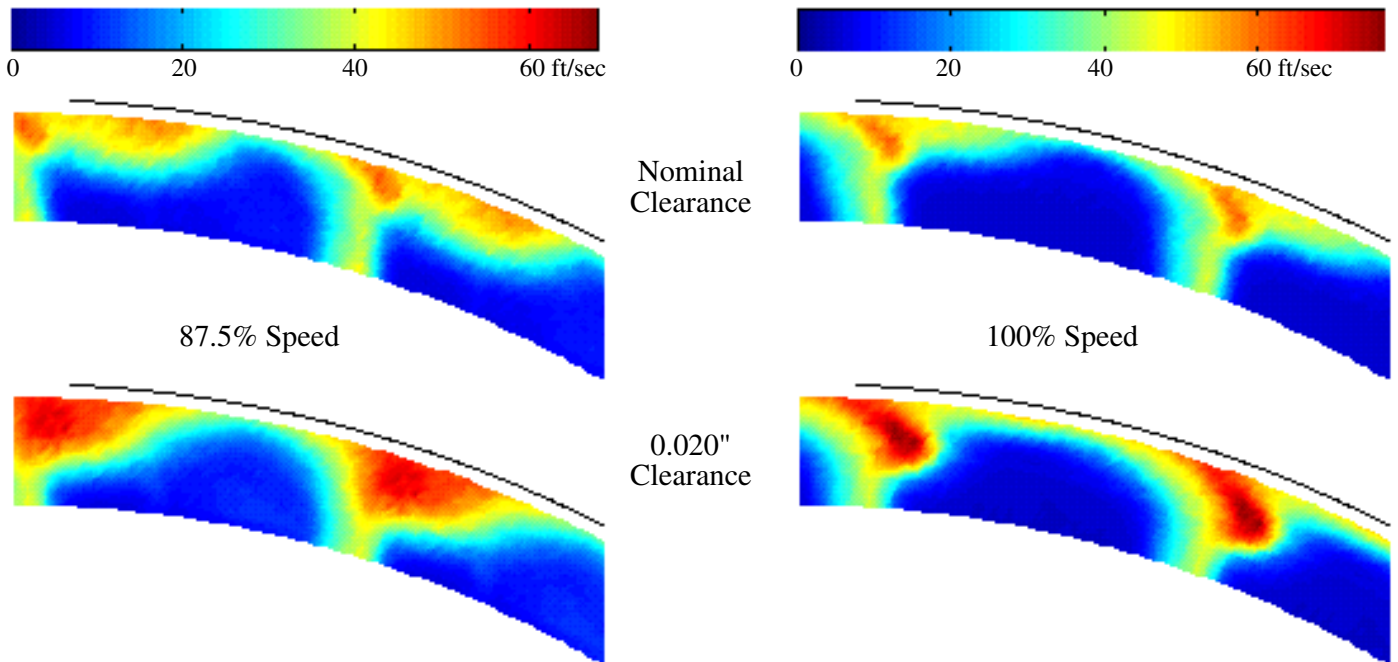 0 20 40 60 ft/sec
0 20 40 60 ft/sec
Nominal
Clearance
87.5% Speed
100% Speed
0.020"
Clearance